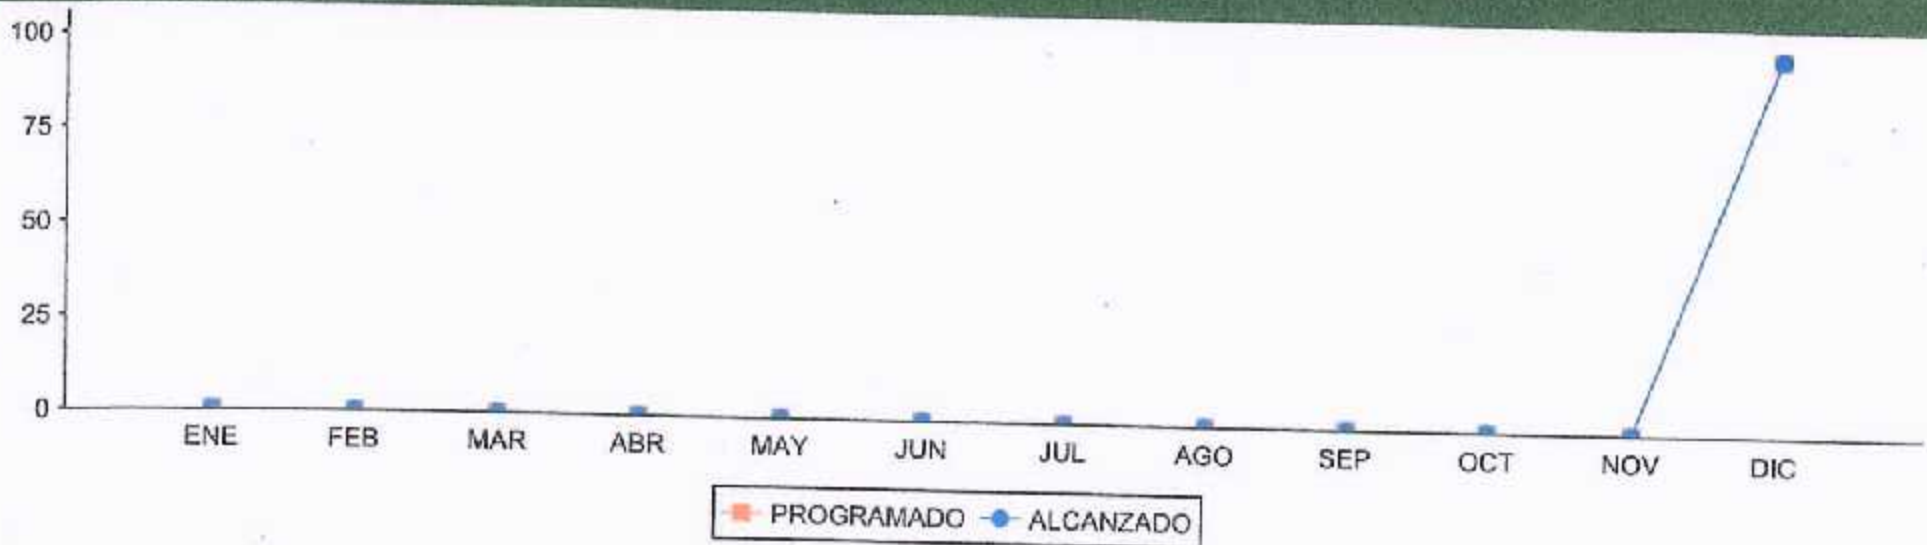 100
75
50
25
0
ENE FEB MAR ABR MAY JUN JUL AGO SEP OCT NOV DIC
PROGRAMADO ALCANZADO